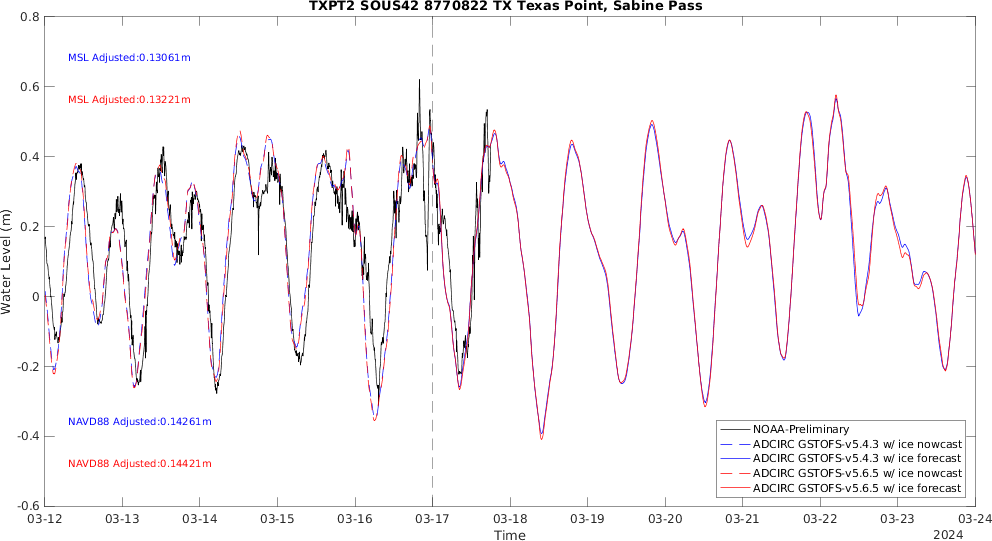 TXPT2 SOUS42 8770822 TX Texas Point, Sabine Pass
0.8
0.6
0.4
0.2
0
-0.2
-0.4
-0.6
Water Level (m)
MSL Adjusted:0.13061m
MSL Adjusted:0.13221m
NAVD88 Adjusted:0.14261m
NAVD88 Adjusted:0.14421m
NOAA-Preliminary
ADCIRC GSTOFS-v5.4.3 w/ ice nowcast
ADCIRC GSTOFS-v5.4.3 w/ ice forecast
ADCIRC GSTOFS-v5.6.5 w/ ice nowcast
ADCIRC GSTOFS-v5.6.5 w/ ice forecast
03-12 03-13 03-14 03-15 03-16 03-17 03-18 03-19 03-20 03-21 03-22 03-23 03-24
Time
2024